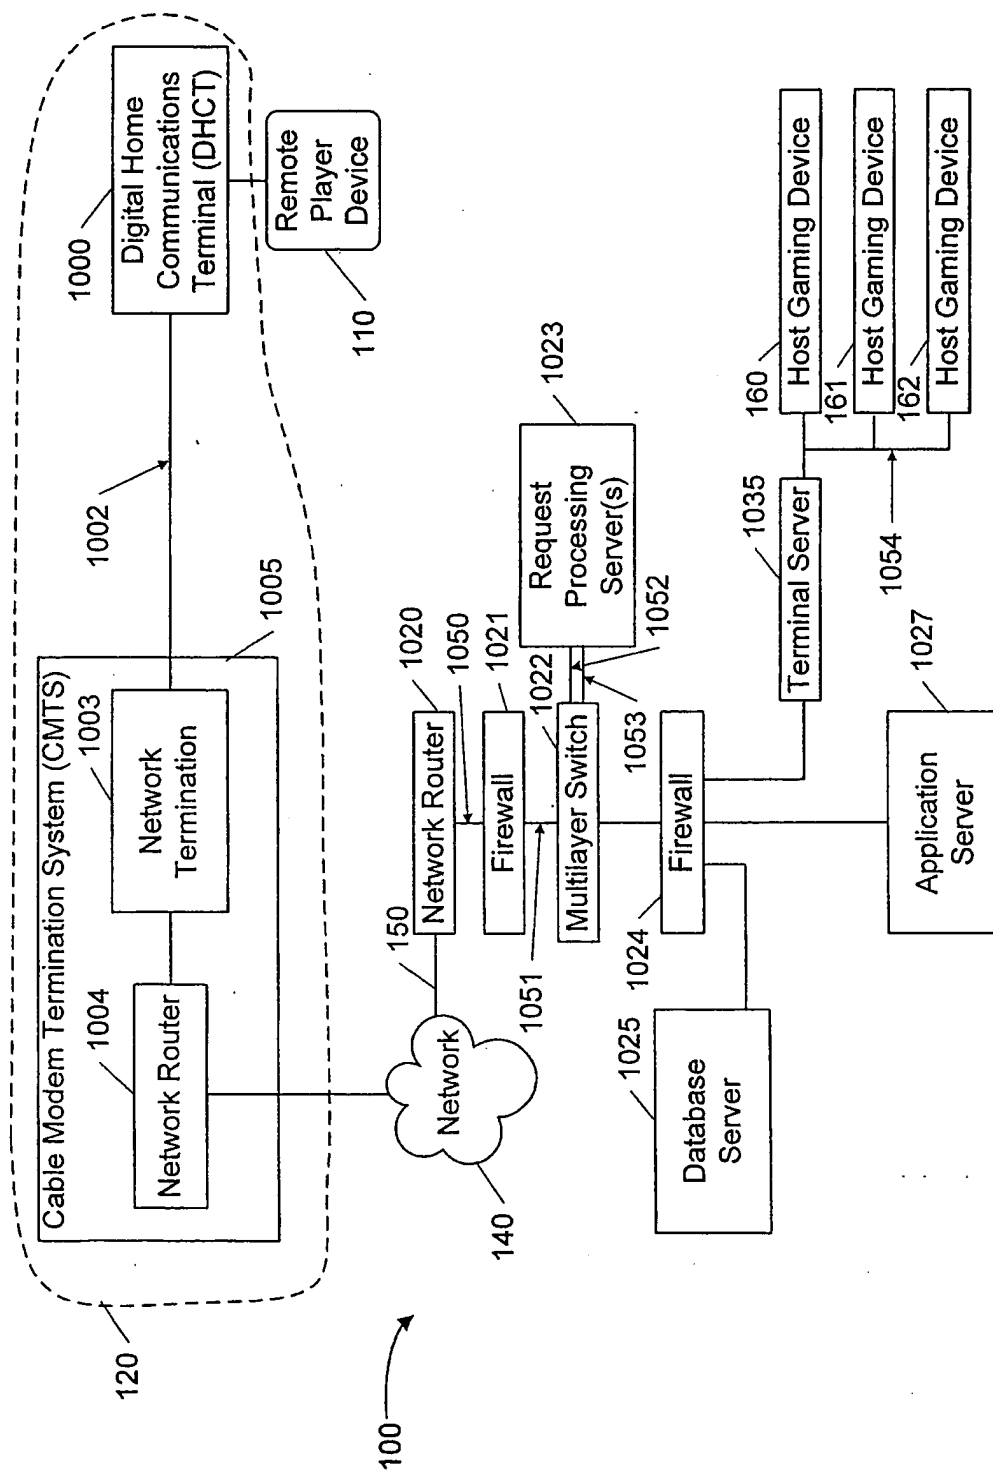 120
Cable Modem Termination System (CMTS)
1004
Network Router
1003
Network
Termination
1005
1002
1000
Digital Home
Communications
Terminal (DHCT)
Remote
Player
Device
110
100
140
Network
150
Network Router
1020
1050
Firewall
1021
1051
Multilayer Switch
1022
1053
1052
Request
Processing
Server(s)
1023
1024
Firewall
1025
Database
Server
Application
Server
1027
Terminal Server
1035
1054
160
Host Gaming Device
161
Host Gaming Device
162
Host Gaming Device